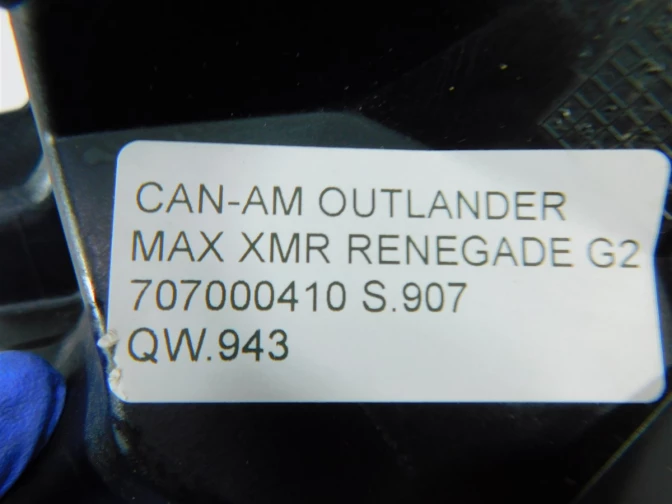 CAN-AM OUTLANDER
MAX XMR RENEGADE G2
707000410 S.907
QW.943